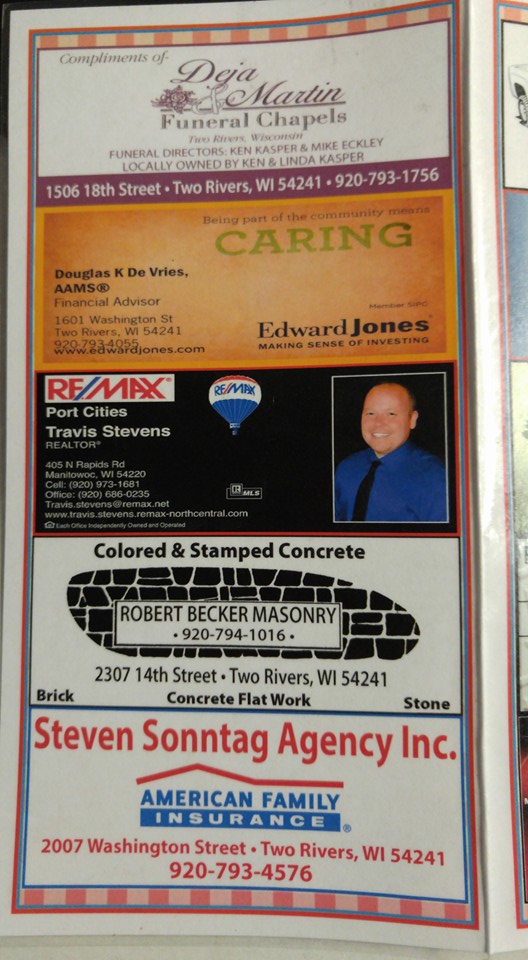 Compliments of-
Deja
Martin
Funeral Chapels
Two Rivers, Wisconsin
FUNERAL DIRECTORS: KEN KASPER & MIKE ECKLEY
LOCALLY OWNED BY KEN & LINDA KASPER
1506 18th Street • Two Rivers, WI 54241 • 920-793-1756
Being part of the community means
CARING
Douglas K De Vries,
AAMS®
Financial Advisor
1601 Washington St
Two Rivers, WI 54241
920-793-4055
www.edwardjones.com
Member SIPC
Edward Jones®
MAKING SENSE OF INVESTING
RE/MAX®
RE/MAX
Port Cities
Travis Stevens
REALTOR®
405 N Rapids Rd
Manitowoc, WI 54220
Cell: (920) 973-1681
Office: (920) 686-0235
Travis.stevens@remax.net
www.travis.stevens.remax-northcentral.com
Each Office Independently Owned and Operated
R MLS
Colored & Stamped Concrete
ROBERT BECKER MASONRY
• 920-794-1016 •
2307 14th Street • Two Rivers, WI 54241
Brick Concrete Flat Work Stone
Steven Sonntag Agency Inc.
AMERICAN FAMILY
INSURANCE ®
2007 Washington Street • Two Rivers, WI 54241
920-793-4576